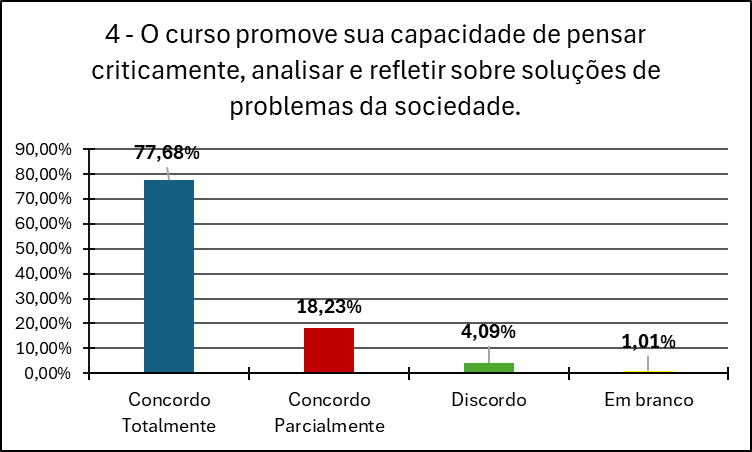 4 - O curso promove sua capacidade de pensar
criticamente, analisar e refletir sobre soluções de
problemas da sociedade.
90,00%
80,00%
70,00%
60,00%
50,00%
40,00%
30,00%
20,00%
10,00%
0,00%
77,68%
18,23%
4,09%
1,01%
Concordo
Totalmente
Concordo
Parcialmente
Discordo
Em branco